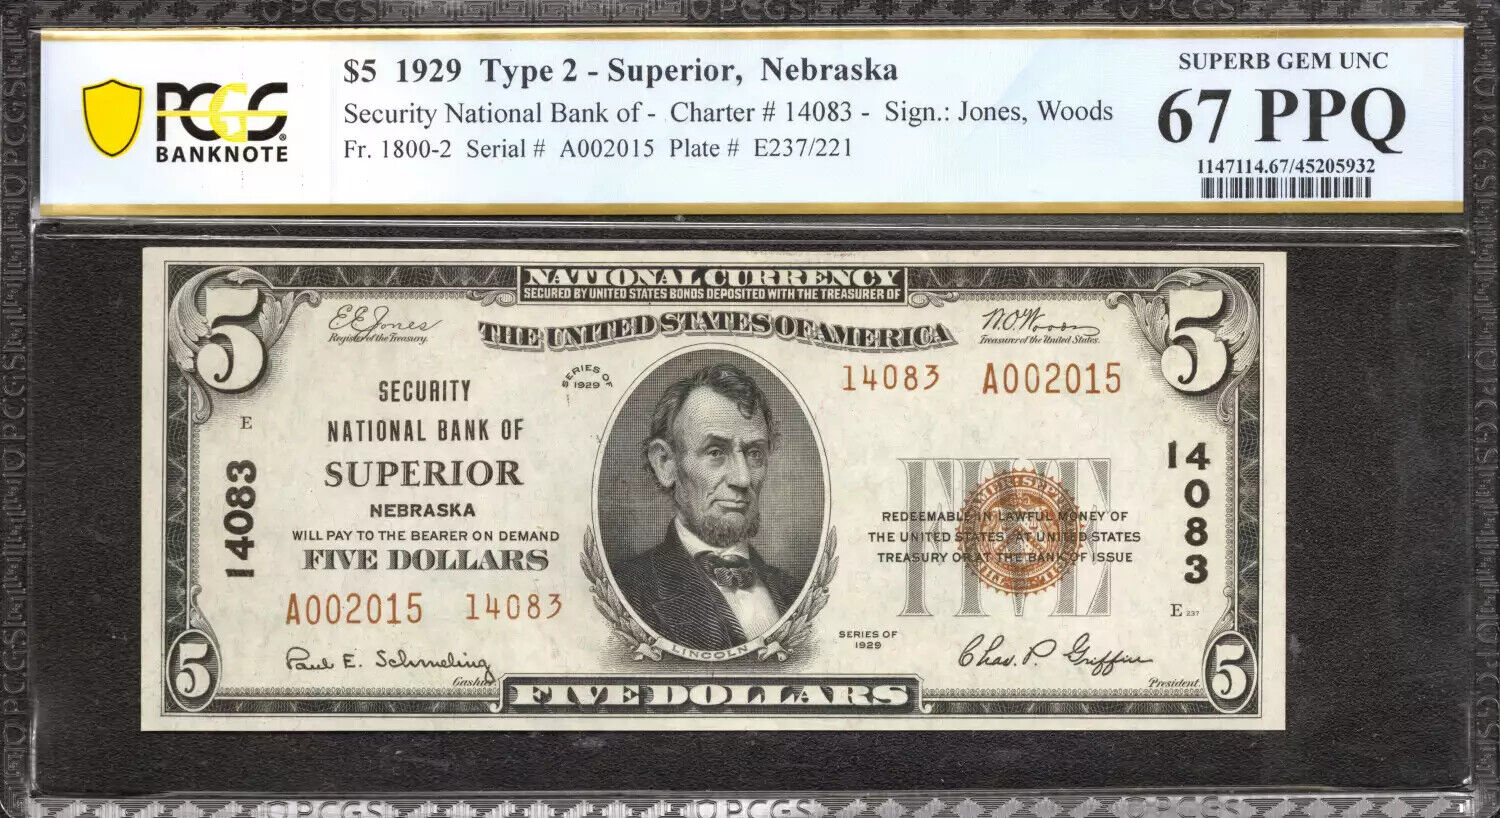 $5 1929 Type 2 - Superior, Nebraska
Security National Bank of - Charter # 14083 - Sign.: Jones, Woods
Fr. 1800-2 Serial # A002015 Plate # E237/221
PCGS
BANKNOTE
SUPERB GEM UNC
67 PPQ
1147114.67/45205932
NATIONAL CURRENCY
SECURED BY UNITED STATES BONDS DEPOSITED WITH THE TREASURER OF
THE UNITED STATES OF AMERICA
5
5
E.E. Jones
Register of the Treasury.
W.O. Woods
Treasurer of the United States.
SERIES OF
1929
14083 A002015
SECURITY
NATIONAL BANK OF
SUPERIOR
NEBRASKA
WILL PAY TO THE BEARER ON DEMAND
FIVE DOLLARS
E
14083
A002015 14083
FIVE
REDEEMABLE IN LAWFUL MONEY OF
THE UNITED STATES AT UNITED STATES
TREASURY OR AT THE BANK OF ISSUE
14083
E 237
SERIES OF
1929
LINCOLN
Paul E. Schmeling
Cashier
Chas. P. Griffin
President.
5
FIVE DOLLARS
5